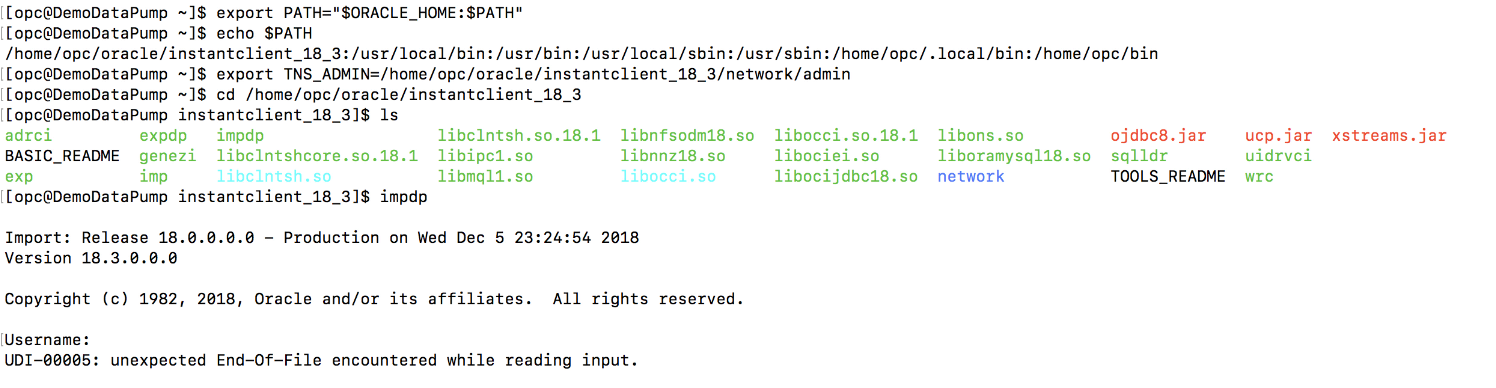 [[opc@DemoDataPump ~]$ export PATH="$ORACLE_HOME:$PATH"
[[opc@DemoDataPump ~]$ echo $PATH
/home/opc/oracle/instantclient_18_3:/usr/local/bin:/usr/bin:/usr/local/sbin:/usr/sbin:/home/opc/.local/bin:/home/opc/bin
[[opc@DemoDataPump ~]$ export TNS_ADMIN=/home/opc/oracle/instantclient_18_3/network/admin
[[opc@DemoDataPump ~]$ cd /home/opc/oracle/instantclient_18_3
[[opc@DemoDataPump instantclient_18_3]$ ls
adrci expdp impdp libclntsh.so.18.1 libnfsodm18.so libocci.so.18.1 libons.so ojdbc8.jar ucp.jar xstreams.jar
BASIC_README genezi libclntshcore.so.18.1 libipc1.so libnnz18.so libociei.so liboramysql18.so sqlldr uidrvci
exp imp libclntsh.so libmql1.so libocci.so libocijdbc18.so network TOOLS_README wrc
[[opc@DemoDataPump instantclient_18_3]$ impdp
Import: Release 18.0.0.0.0 - Production on Wed Dec 5 23:24:54 2018
Version 18.3.0.0.0
Copyright (c) 1982, 2018, Oracle and/or its affiliates.  All rights reserved.
[Username:
UDI-00005: unexpected End-Of-File encountered while reading input.